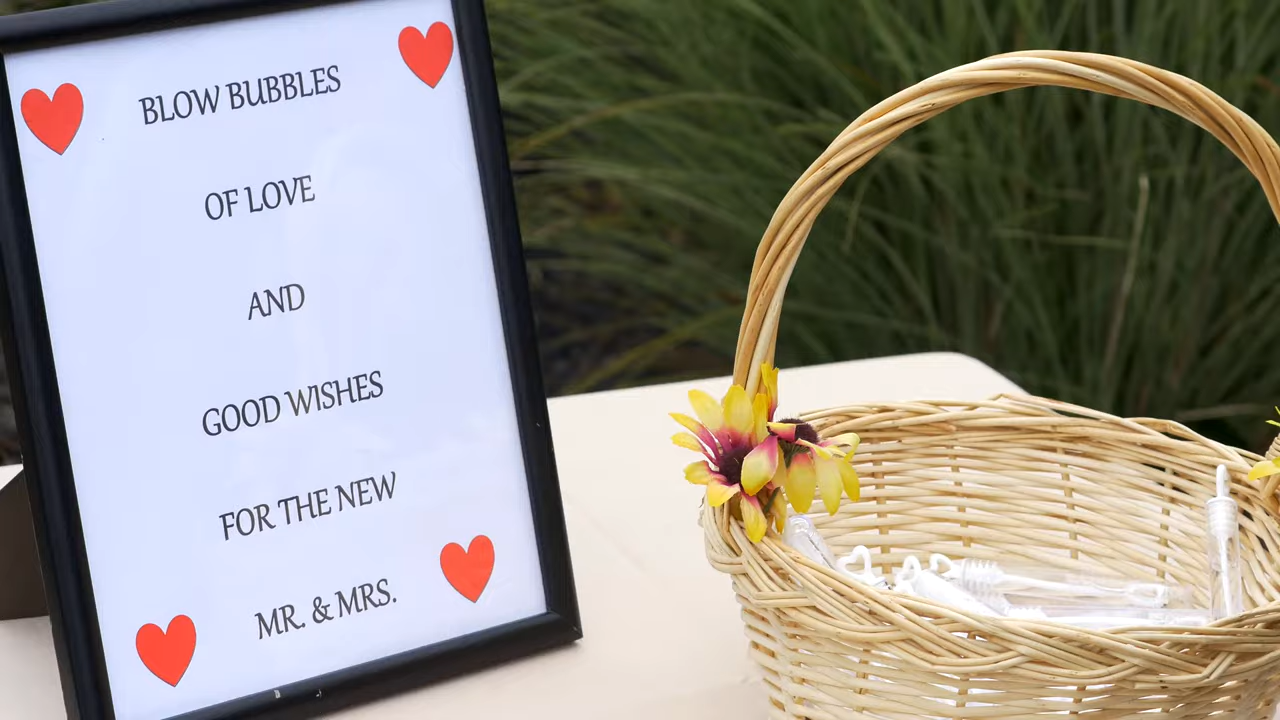 BLOW BUBBLES
OF LOVE
AND
GOOD WISHES
FOR THE NEW
MR. & MRS.